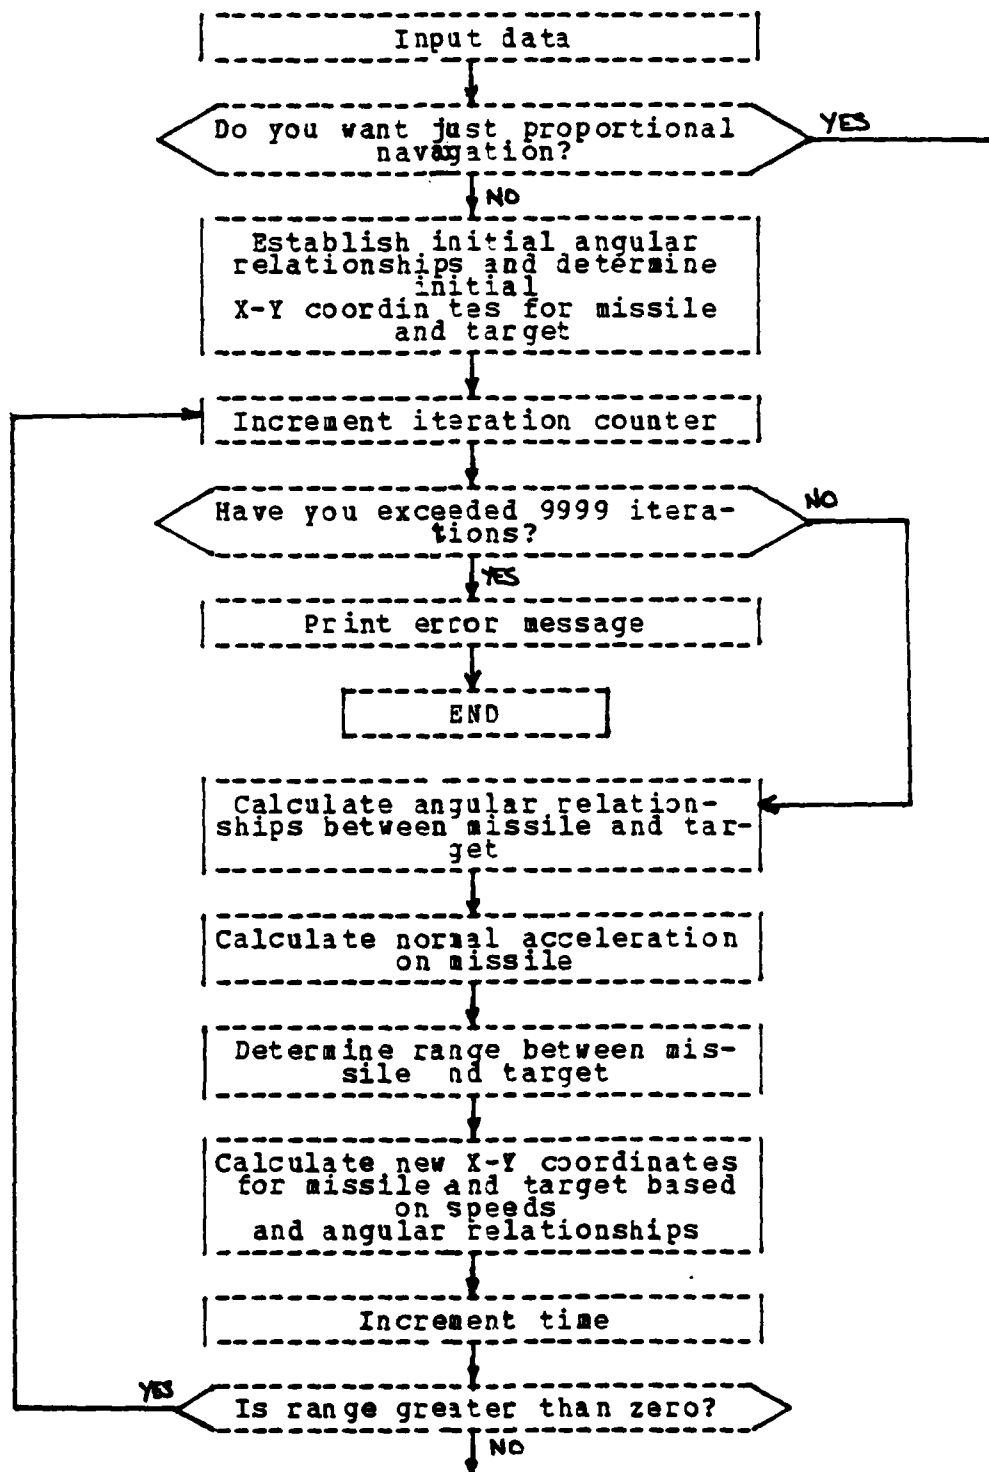 Input data
Do you want just proportional
navagation?
YES
NO
Establish initial angular
relationships and determine
initial
X-Y coordin tes for missile
and target
Increment iteration counter
Have you exceeded 9999 itera-
tions?
NO
YES
Print error message
END
Calculate angular relation-
ships between missile and tar-
get
Calculate normal acceleration
on missile
Determine range between mis-
sile nd target
Calculate new X-Y coordinates
for missile and target based
on speeds
and angular relationships
Increment time
YES
Is range greater than zero?
NO